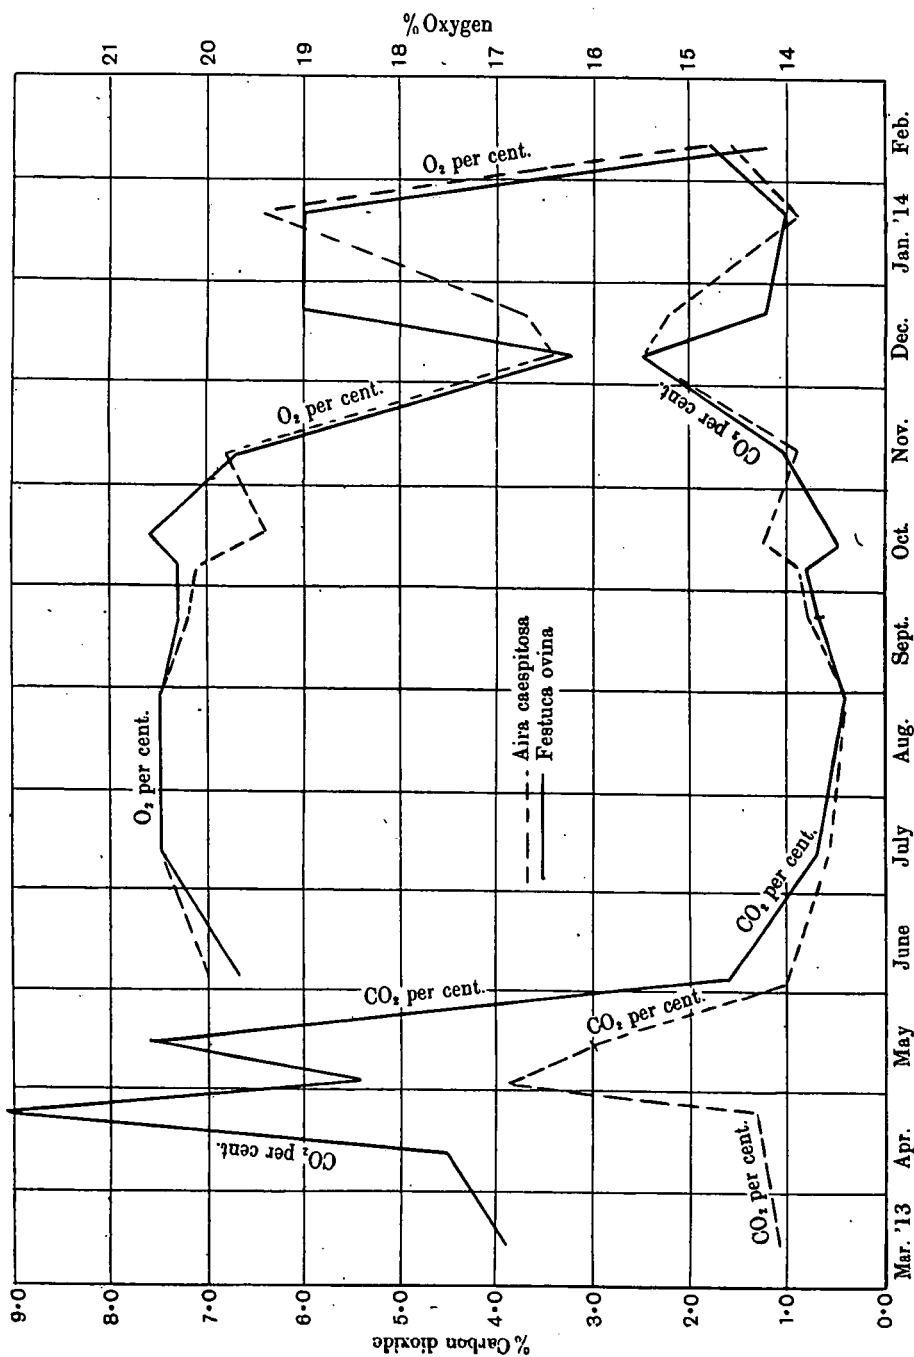 % Oxygen
21
20
19
18
17
16
15
14
% Carbon dioxide
9·0
8·0
7·0
6·0
5·0
4·0
3·0
2·0
1·0
0·0
Mar. '13
Apr.
May
June
July
Aug.
Sept.
Oct.
Nov.
Dec.
Jan. '14
Feb.
O₂ per cent.
O₂ per cent.
O₂ per cent.
CO₂ per cent.
CO₂ per cent.
CO₂ per cent.
CO₂ per cent.
CO₂ per cent.
CO₂ per cent.
Aira caespitosa
Festuca ovina